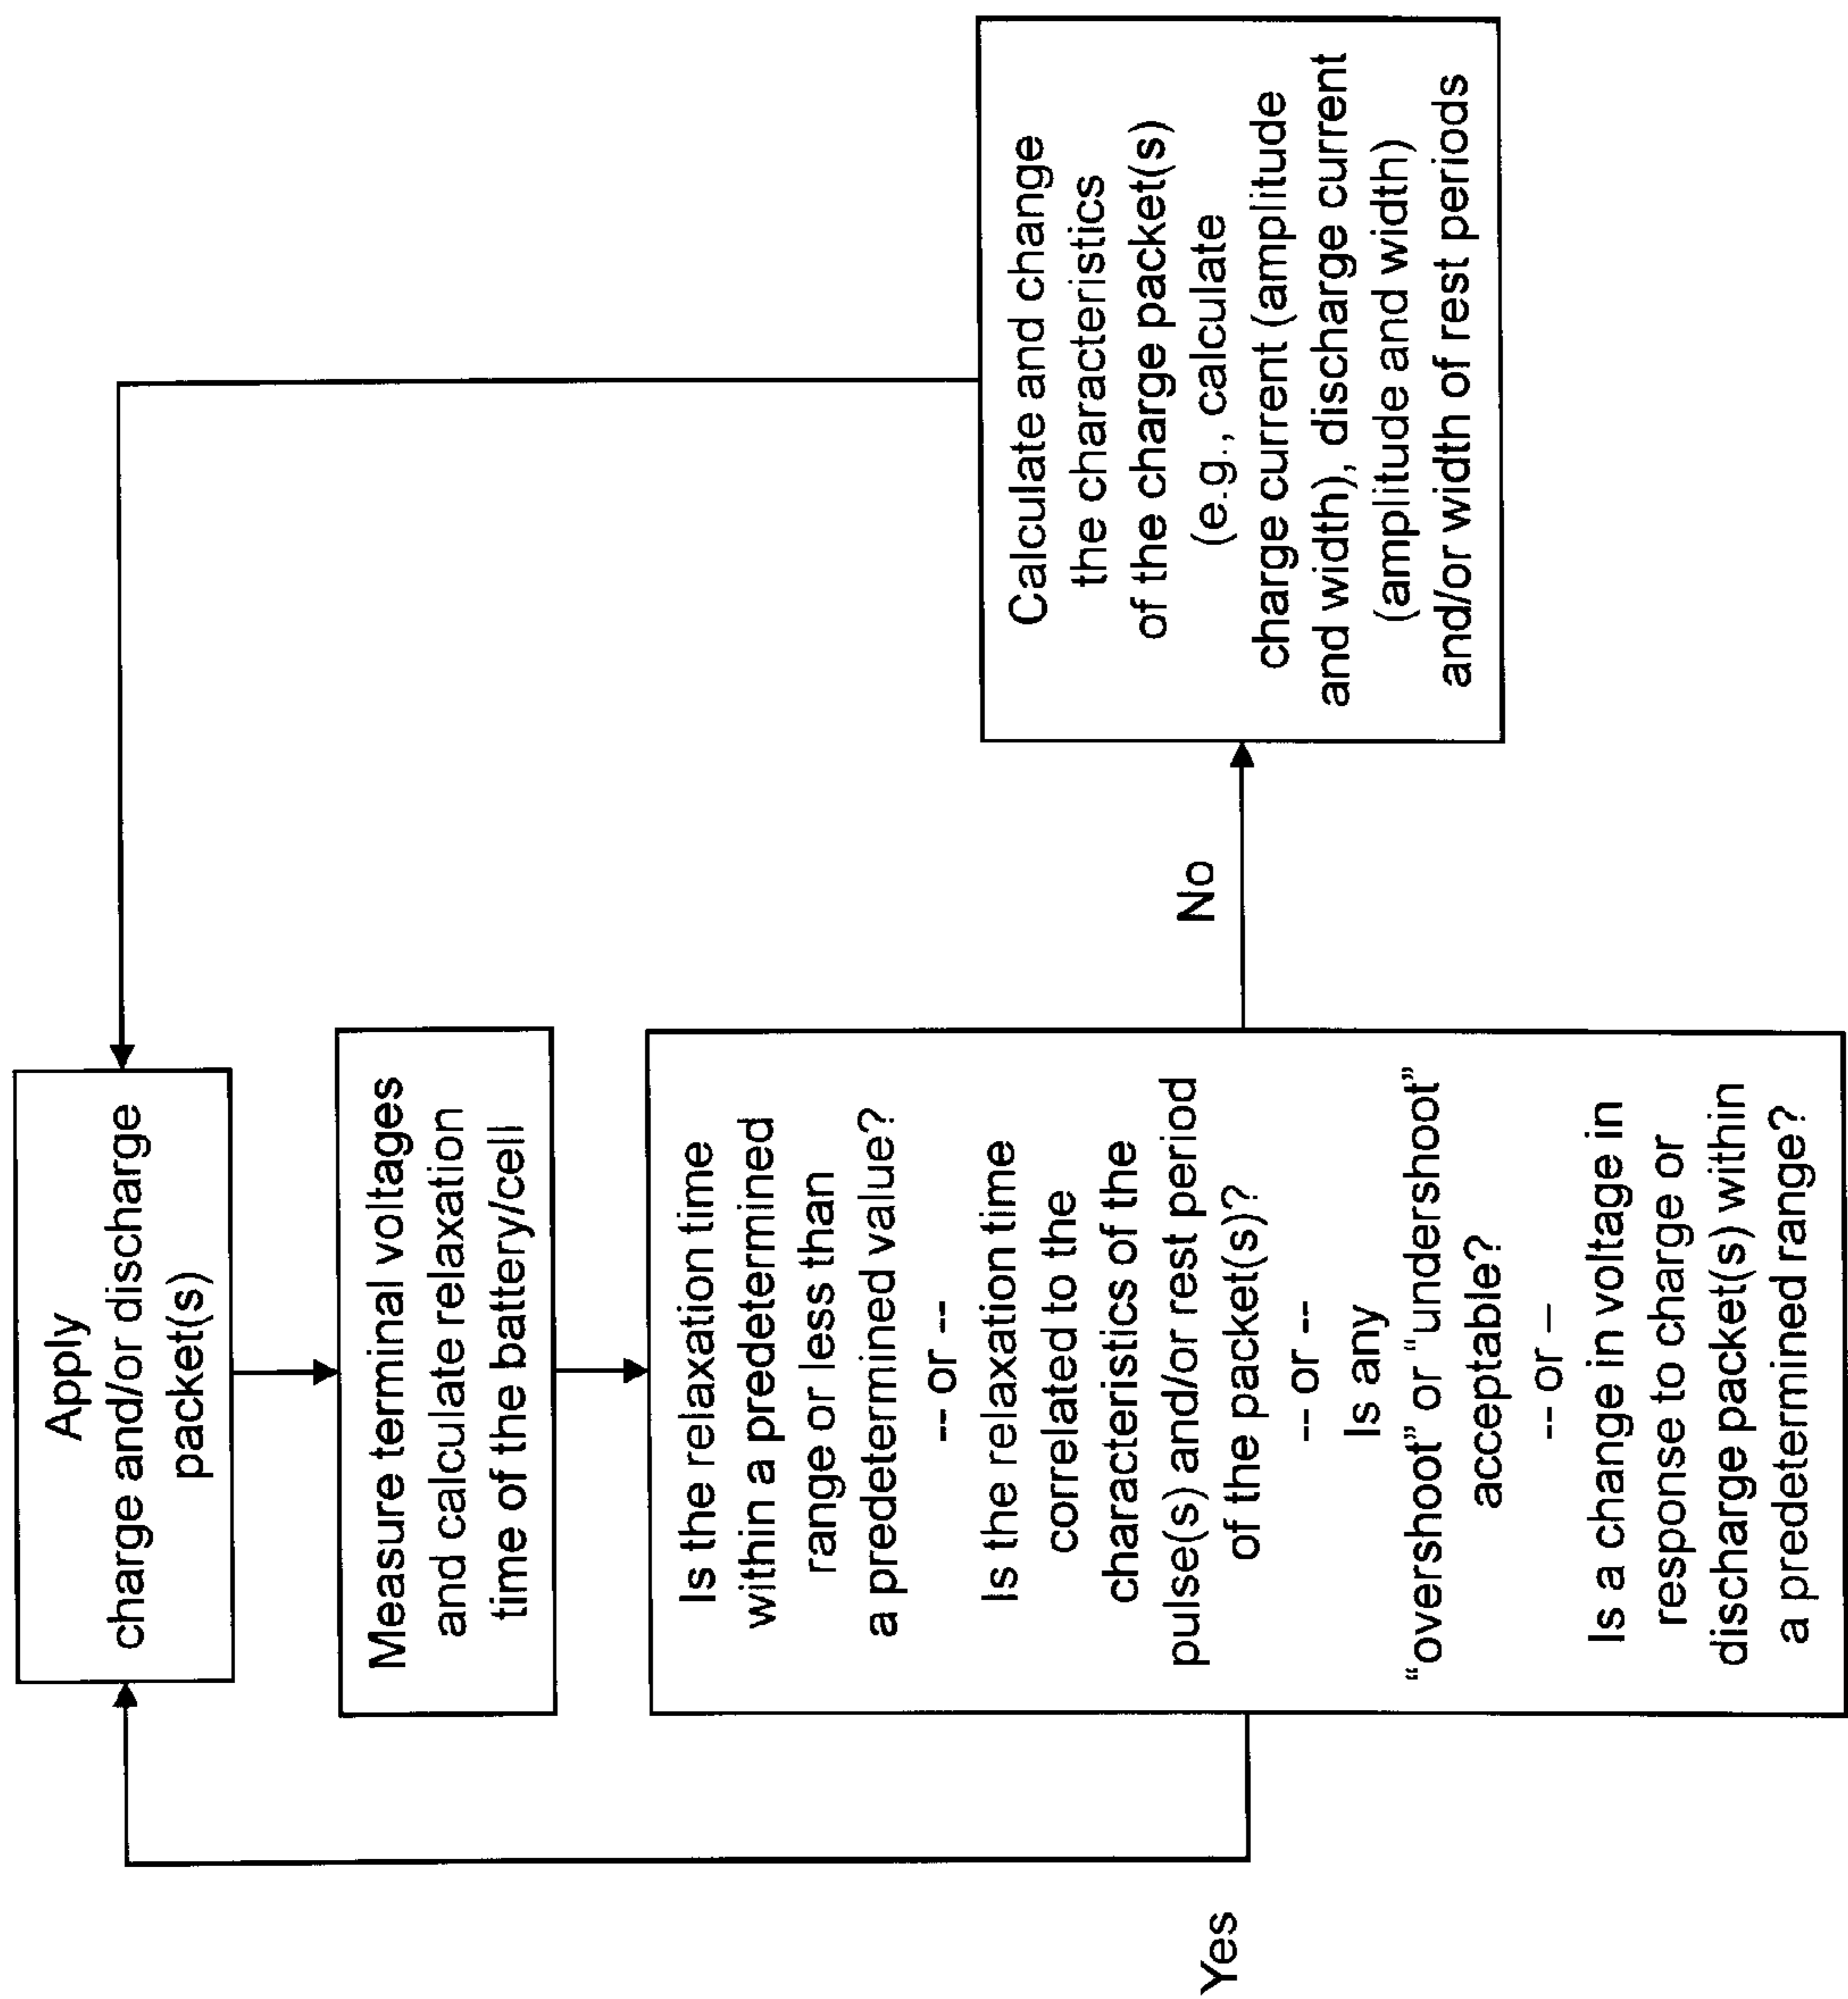 Apply
charge and/or discharge
packet(s)
Measure terminal voltages
and calculate relaxation
time of the battery/cell
Is the relaxation time
within a predetermined
range or less than
a predetermined value?
-- or --
Is the relaxation time
correlated to the
characteristics of the
pulse(s) and/or rest period
of the packet(s)?
-- or --
Is any
“overshoot” or “undershoot”
acceptable?
-- or --
Is a change in voltage in
response to charge or
discharge packet(s) within
a predetermined range?
Yes
No
Calculate and change
the characteristics
of the charge packet(s)
(e.g., calculate
charge current (amplitude
and width), discharge current
(amplitude and width)
and/or width of rest periods